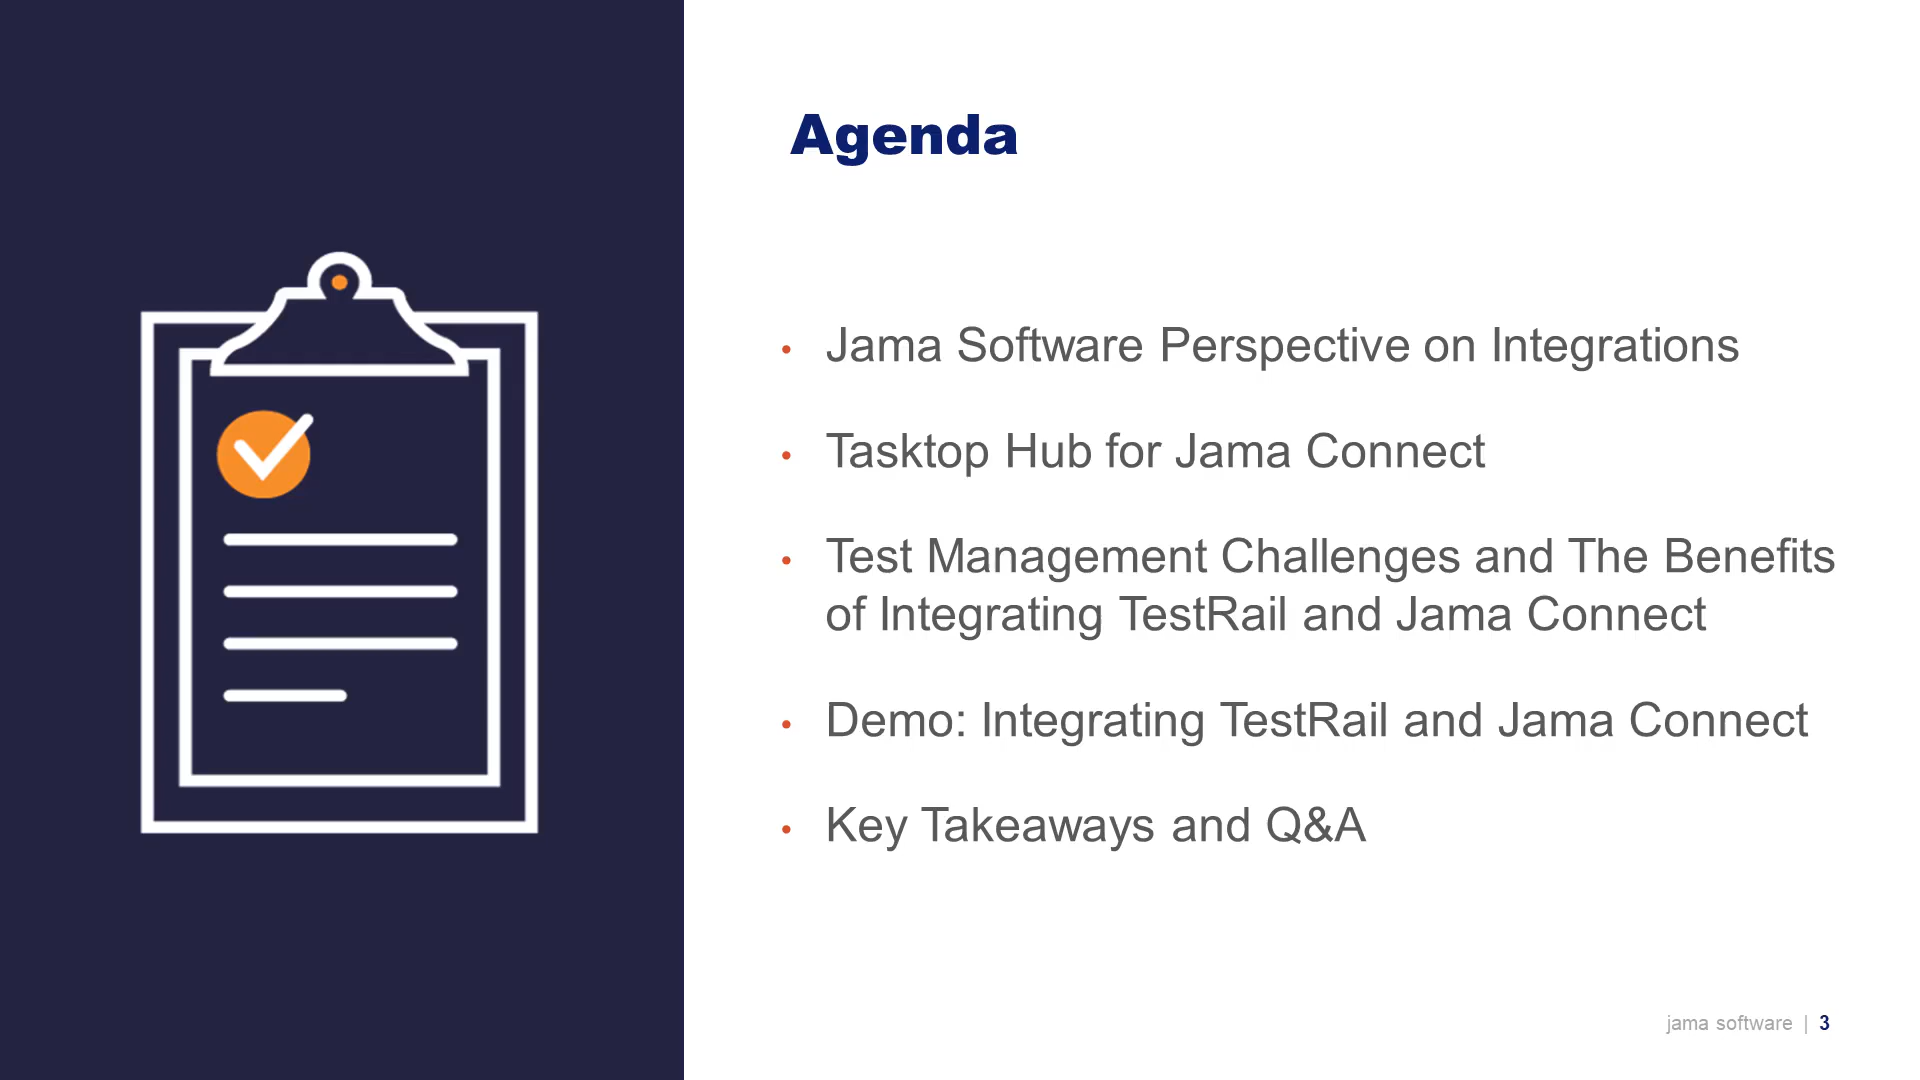 Agenda
• Jama Software Perspective on Integrations
• Tasktop Hub for Jama Connect
• Test Management Challenges and The Benefits
of Integrating TestRail and Jama Connect
• Demo: Integrating TestRail and Jama Connect
• Key Takeaways and Q&A
jama software | 3